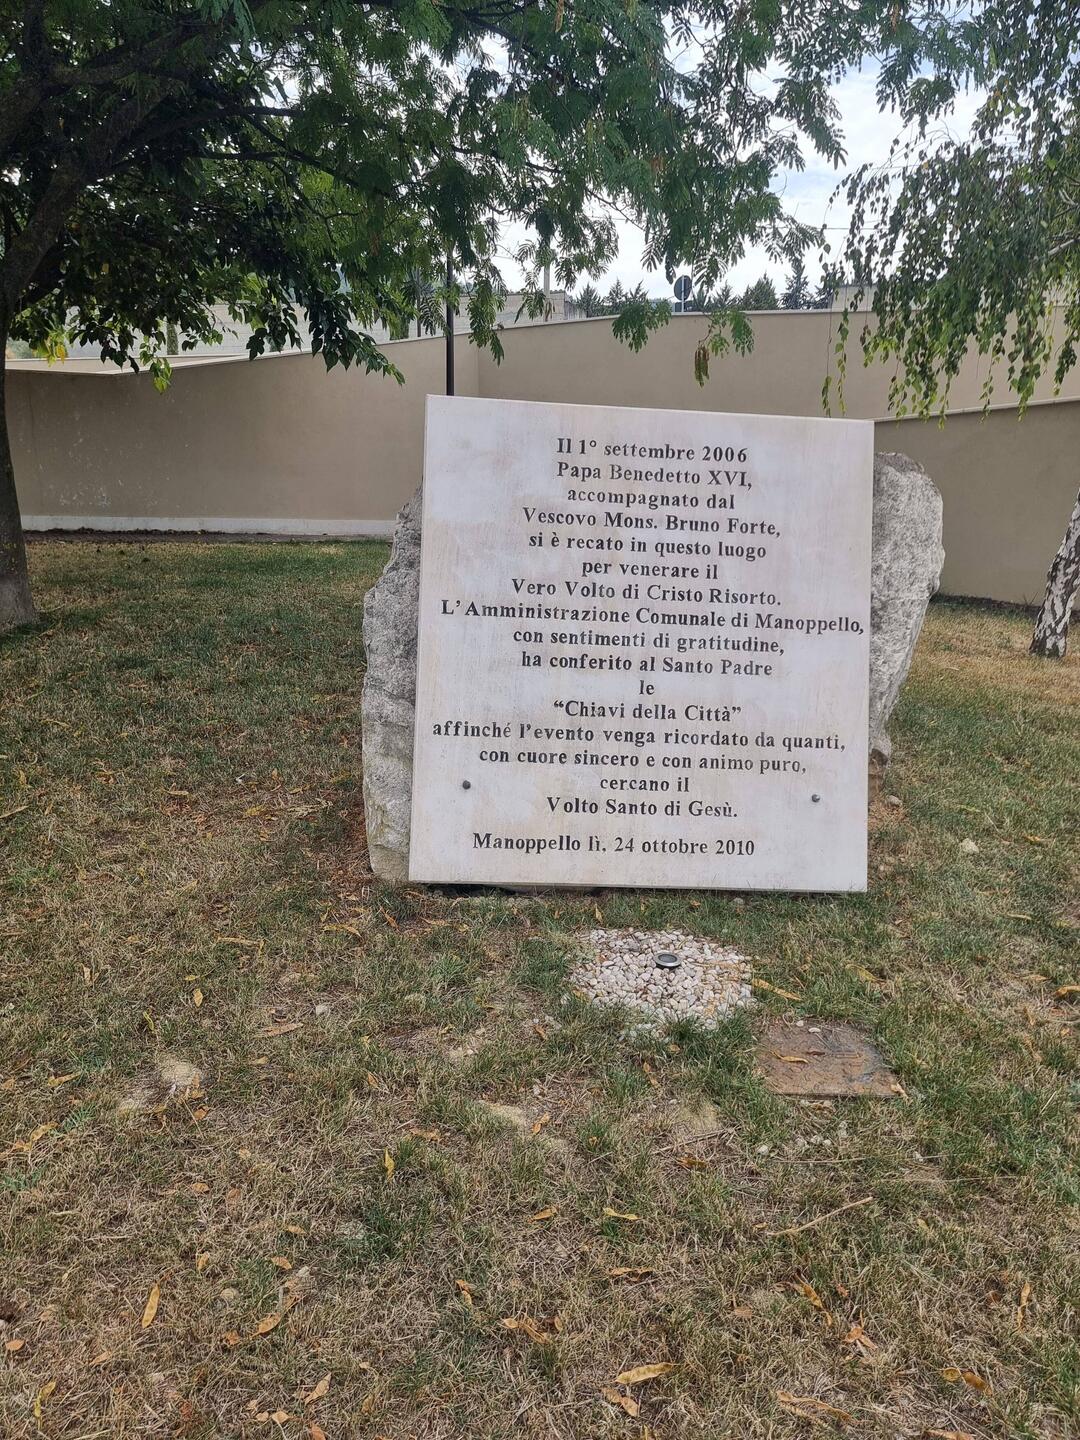 Il 1° settembre 2006
Papa Benedetto XVI,
accompagnato dal
Vescovo Mons. Bruno Forte,
si è recato in questo luogo
per venerare il
Vero Volto di Cristo Risorto.
L'Amministrazione Comunale di Manoppello,
con sentimenti di gratitudine,
ha conferito al Santo Padre
le
“Chiavi della Città”
affinché l'evento venga ricordato da quanti,
con cuore sincero e con animo puro,
cercano il
Volto Santo di Gesù.
Manoppello lì, 24 ottobre 2010